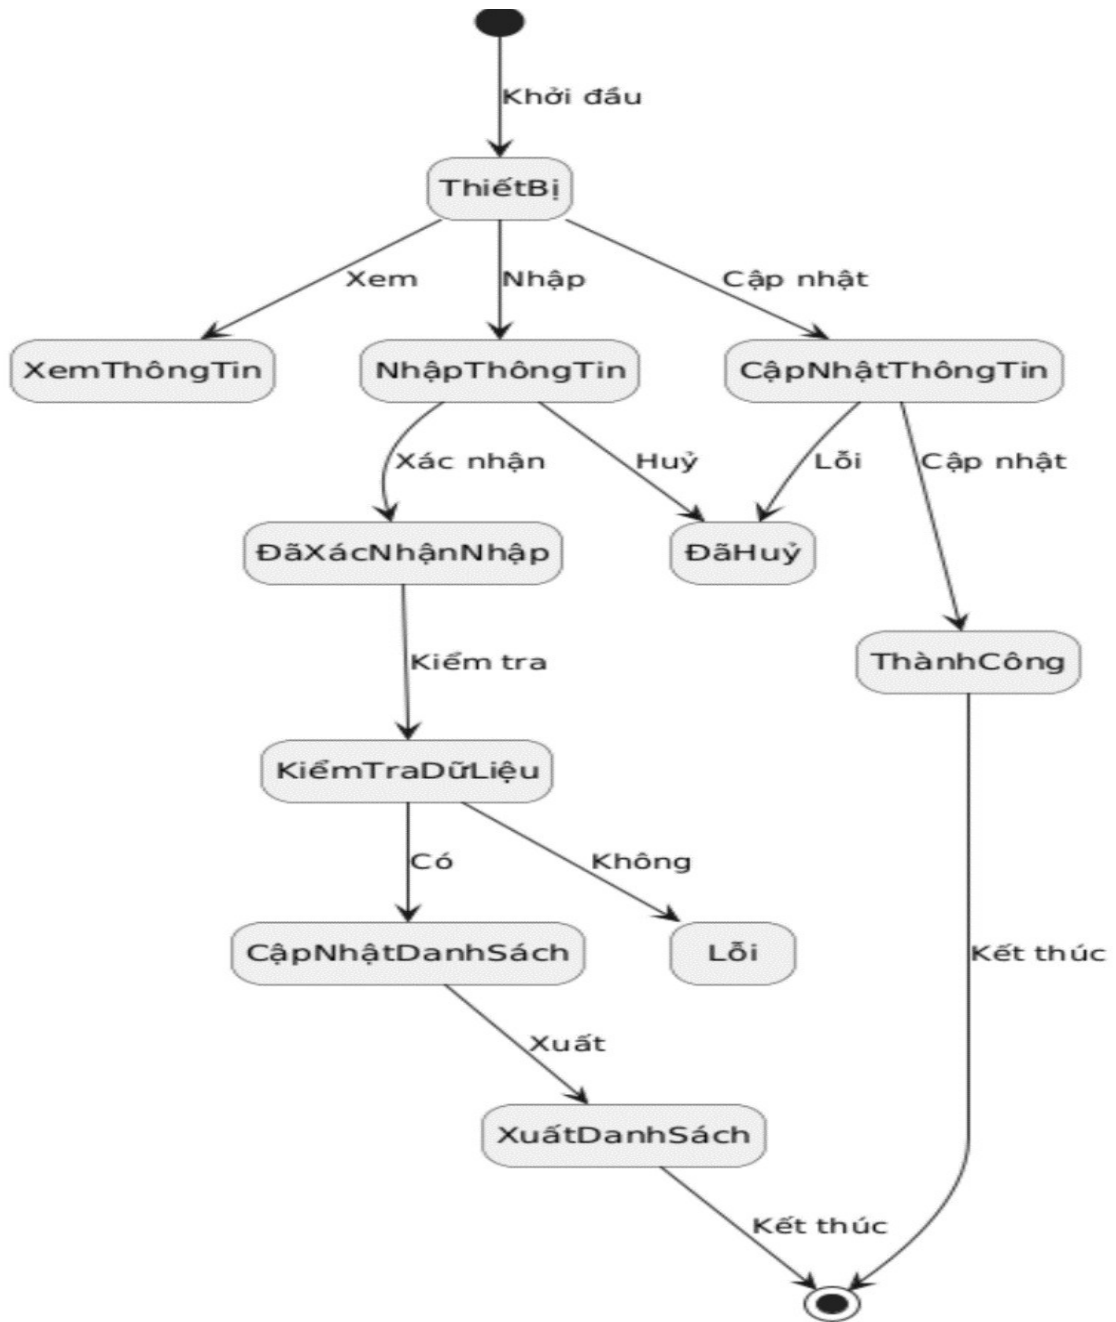 Khởi đầu
ThiếtBị
Xem
Nhập
Cập nhật
XemThôngTin
NhậpThôngTin
CậpNhậtThôngTin
Xác nhận
Huỷ
Lỗi
Cập nhật
ĐãXácNhậnNhập
ĐãHuỷ
Kiểm tra
ThànhCông
KiểmTraDữLiệu
Có
Không
CậpNhậtDanhSách
Lỗi
Kết thúc
Xuất
XuấtDanhSách
Kết thúc